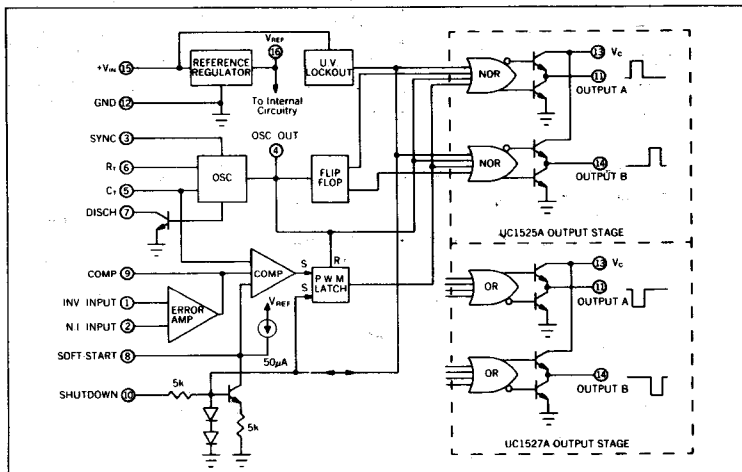 VREF
16
13 Vc
+VIN 15
REFERENCE REGULATOR
U.V. LOCKOUT
NOR
11
OUTPUT A
GND 12
To Internal Circuitry
SYNC 3
OSC OUT
4
RT 6
OSC
FLIP FLOP
NOR
14
OUTPUT B
CT 5
DISCH 7
UC1525A OUTPUT STAGE
R
COMP 9
COMP
S
S
PWM LATCH
13 Vc
OR
11
OUTPUT A
INV INPUT 1
ERROR AMP
VREF
N.I. INPUT 2
SOFT-START 8
50µA
OR
14
OUTPUT B
SHUTDOWN 10
5k
5k
UC1527A OUTPUT STAGE